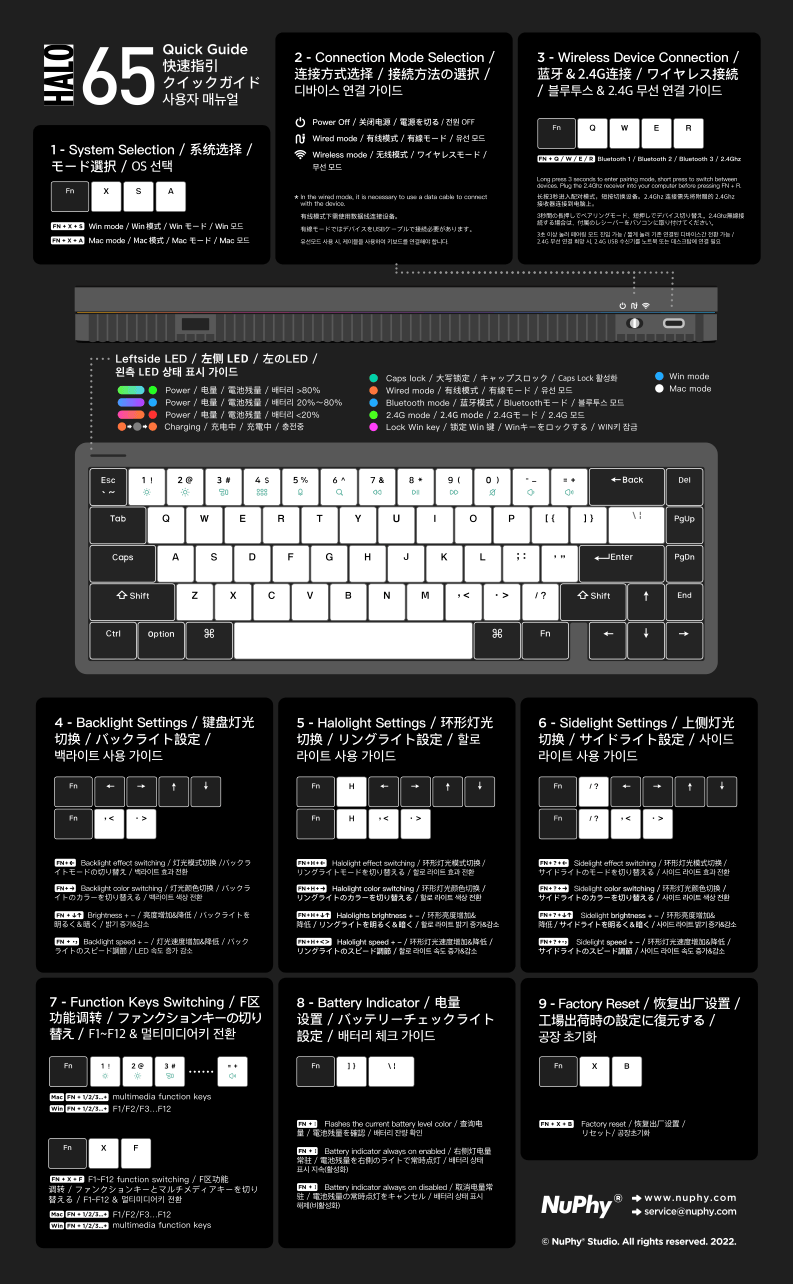 HALO
65
Quick Guide
快速指引
クイックガイド
사용자 매뉴얼
1 - System Selection / 系统选择 /
モード選択 / OS 선택
Fn X S A
FN + X + S Win mode / Win 模式 / Win モード / Win 모드
FN + X + A Mac mode / Mac 模式 / Mac モード / Mac 모드
2 - Connection Mode Selection /
连接方式选择 / 接続方法の選択 /
디바이스 연결 가이드
Power Off / 关闭电源 / 電源を切る / 전원 OFF
Wired mode / 有线模式 / 有線モード / 유선 모드
Wireless mode / 无线模式 / ワイヤレスモード /
무선 모드
* In the wired mode, it is necessary to use a data cable to connect
with the device.
有线模式下需使用数据线连接设备。
有線モードではデバイスをUSBケーブルで接続必要があります。
유선모드 사용 시, 케이블을 사용하여 키보드를 연결해야 합니다.
3 - Wireless Device Connection /
蓝牙 & 2.4G连接 / ワイヤレス接続
/ 블루투스 & 2.4G 무선 연결 가이드
Fn Q W E R
FN + Q / W / E / R Bluetooth 1 / Bluetooth 2 / Bluetooth 3 / 2.4Ghz
Long press 3 seconds to enter pairing mode, short press to switch between
devices. Plug the 2.4Ghz receiver into your computer before pressing FN + R.
长按3秒进入配对模式，短按切换设备。2.4Ghz 连接需先将附赠的 2.4Ghz
接收器连接到电脑上。
3秒間の長押しでペアリングモード、短押しでデバイス切り替え。2.4Ghz無線接
続する場合は、付属のレシーバーをパソコンに取り付けてください。
3초 이상 눌러 페어링 모드 진입 가능 / 짧게 눌러 기존 연결된 디바이스간 전환 가능 /
2.4G 무선 연결 희망 시, 2.4G USB 수신기를 노트북 또는 데스크탑에 연결 필요
Leftside LED / 左侧 LED / 左のLED /
왼측 LED 상태 표시 가이드
Power / 电量 / 電池残量 / 배터리 >80%
Power / 电量 / 電池残量 / 배터리 20%~80%
Power / 电量 / 電池残量 / 배터리 <20%
Charging / 充电中 / 充電中 / 충전중
Caps lock / 大写锁定 / キャップスロック / Caps Lock 활성화
Wired mode / 有线模式 / 有線モード / 유선 모드
Bluetooth mode / 蓝牙模式 / Bluetoothモード / 블루투스 모드
2.4G mode / 2.4G mode / 2.4Gモード / 2.4G 모드
Lock Win key / 锁定 Win 键 / Winキーをロックする / WIN키 잠금
Win mode
Mac mode
Esc ` ~ 1 ! 2 @ 3 # 4 $ 5 % 6 ^ 7 & 8 * 9 ( 0 ) - _ = + ←Back Del
Tab Q W E R T Y U I O P [ { ] } \ ¦ PgUp
Caps A S D F G H J K L ; : ' " ←Enter PgDn
⇧ Shift Z X C V B N M , < . > / ? ⇧ Shift ↑ End
Ctrl Option ⌘ ⌘ Fn ← ↓ →
4 - Backlight Settings / 键盘灯光
切换 / バックライト設定 /
백라이트 사용 가이드
Fn ← → ↑ ↓
Fn , < . >
FN+← Backlight effect switching / 灯光模式切换 /バックラ
イトモードの切り替え / 백라이트 효과 전환
FN+→ Backlight color switching / 灯光颜色切换 / バックラ
イトのカラーを切り替える / 백라이트 색상 전환
FN + ↓↑ Brightness + − / 亮度增加&降低 / バックライトを
明るく＆暗く / 밝기 증가&감소
FN + ‹,› Backlight speed + − / 灯光速度增加&降低 / バック
ライトのスピード調節 / LED 속도 증가 감소
5 - Halolight Settings / 环形灯光
切换 / リングライト設定 / 할로
라이트 사용 가이드
Fn H ← → ↑ ↓
Fn H , < . >
FN+H+← Halolight effect switching / 环形灯光模式切换 /
リングライトモードを切り替える / 할로 라이트 효과 전환
FN+H+→ Halolight color switching / 环形灯光颜色切换 /
リングライトのカラーを切り替える / 할로 라이트 색상 전환
FN+H+↓↑ Halolights brightness + − / 环形亮度增加&
降低 / リングライトを明るく＆暗く / 할로 라이트 밝기 증가&감소
FN+H+<> Halolight speed + − / 环形灯光速度增加&降低 /
リングライトのスピード調節 / 할로 라이트 속도 증가&감소
6 - Sidelight Settings / 上侧灯光
切换 / サイドライト設定 / 사이드
라이트 사용 가이드
Fn / ? ← → ↑ ↓
Fn / ? , < . >
FN+?+← Sidelight effect switching / 环形灯光模式切换 /
サイドライトのモードを切り替える / 사이드 라이트 효과 전환
FN+?+→ Sidelight color switching / 环形灯光颜色切换 /
サイドライトのカラーを切り替える / 사이드 라이트 색상 전환
FN+?+↓↑ Sidelight brightness + − / 环形亮度增加&
降低 / サイドライトを明るく＆暗く / 사이드 라이트 밝기 증가&감소
FN+?+‹,› Sidelight speed + − / 环形灯光速度增加&降低 /
サイドライトのスピード調節 / 사이드 라이트 속도 증가&감소
7 - Function Keys Switching / F区
功能调转 / ファンクションキーの切り
替え / F1~F12 & 멀티미디어키 전환
Fn 1 ! 2 @ 3 # ······ = +
Mac FN + 1/2/3...+ multimedia function keys
Win FN + 1/2/3...+ F1/F2/F3...F12
Fn X F
FN + X + F F1-F12 function switching / F区功能
调转 / ファンクションキーとマルチメディアキーを切り
替える / F1~F12 & 멀티미디어키 전환
Mac FN + 1/2/3...+ F1/F2/F3...F12
Win FN + 1/2/3...+ multimedia function keys
8 - Battery Indicator / 电量
设置 / バッテリーチェックライト
設定 / 배터리 체크 가이드
Fn ] } \ ¦
FN + ] Flashes the current battery level color / 查询电
量 / 電池残量を確認 / 배터리 잔량 확인
FN + \ Battery indicator always on enabled / 右侧灯电量
常驻 / 電池残量を右側のライトで常時点灯 / 배터리 상태
표시 지속(활성화)
FN + \ Battery indicator always on disabled / 取消电量常
驻 / 電池残量の常時点灯をキャンセル / 배터리 상태 표시
해제(비활성화)
9 - Factory Reset / 恢复出厂设置 /
工場出荷時の設定に復元する /
공장 초기화
Fn X B
FN + X + B Factory reset / 恢复出厂设置 /
リセット / 공장초기화
NuPhy®
www.nuphy.com
service@nuphy.com
© NuPhy® Studio. All rights reserved. 2022.